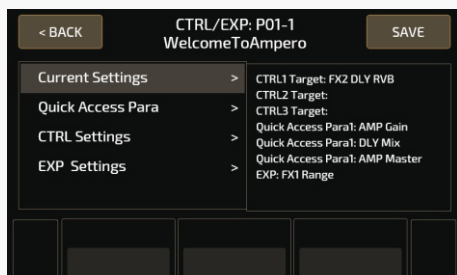 < BACK
CTRL/EXP: P01-1
WelcomeToAmpero
SAVE
Current Settings >
Quick Access Para >
CTRL Settings >
EXP Settings >
CTRL1 Target: FX2 DLY RVB
CTRL2 Target:
CTRL3 Target:
Quick Access Para1: AMP Gain
Quick Access Para1: DLY Mix
Quick Access Para1: AMP Master
EXP: FX1 Range